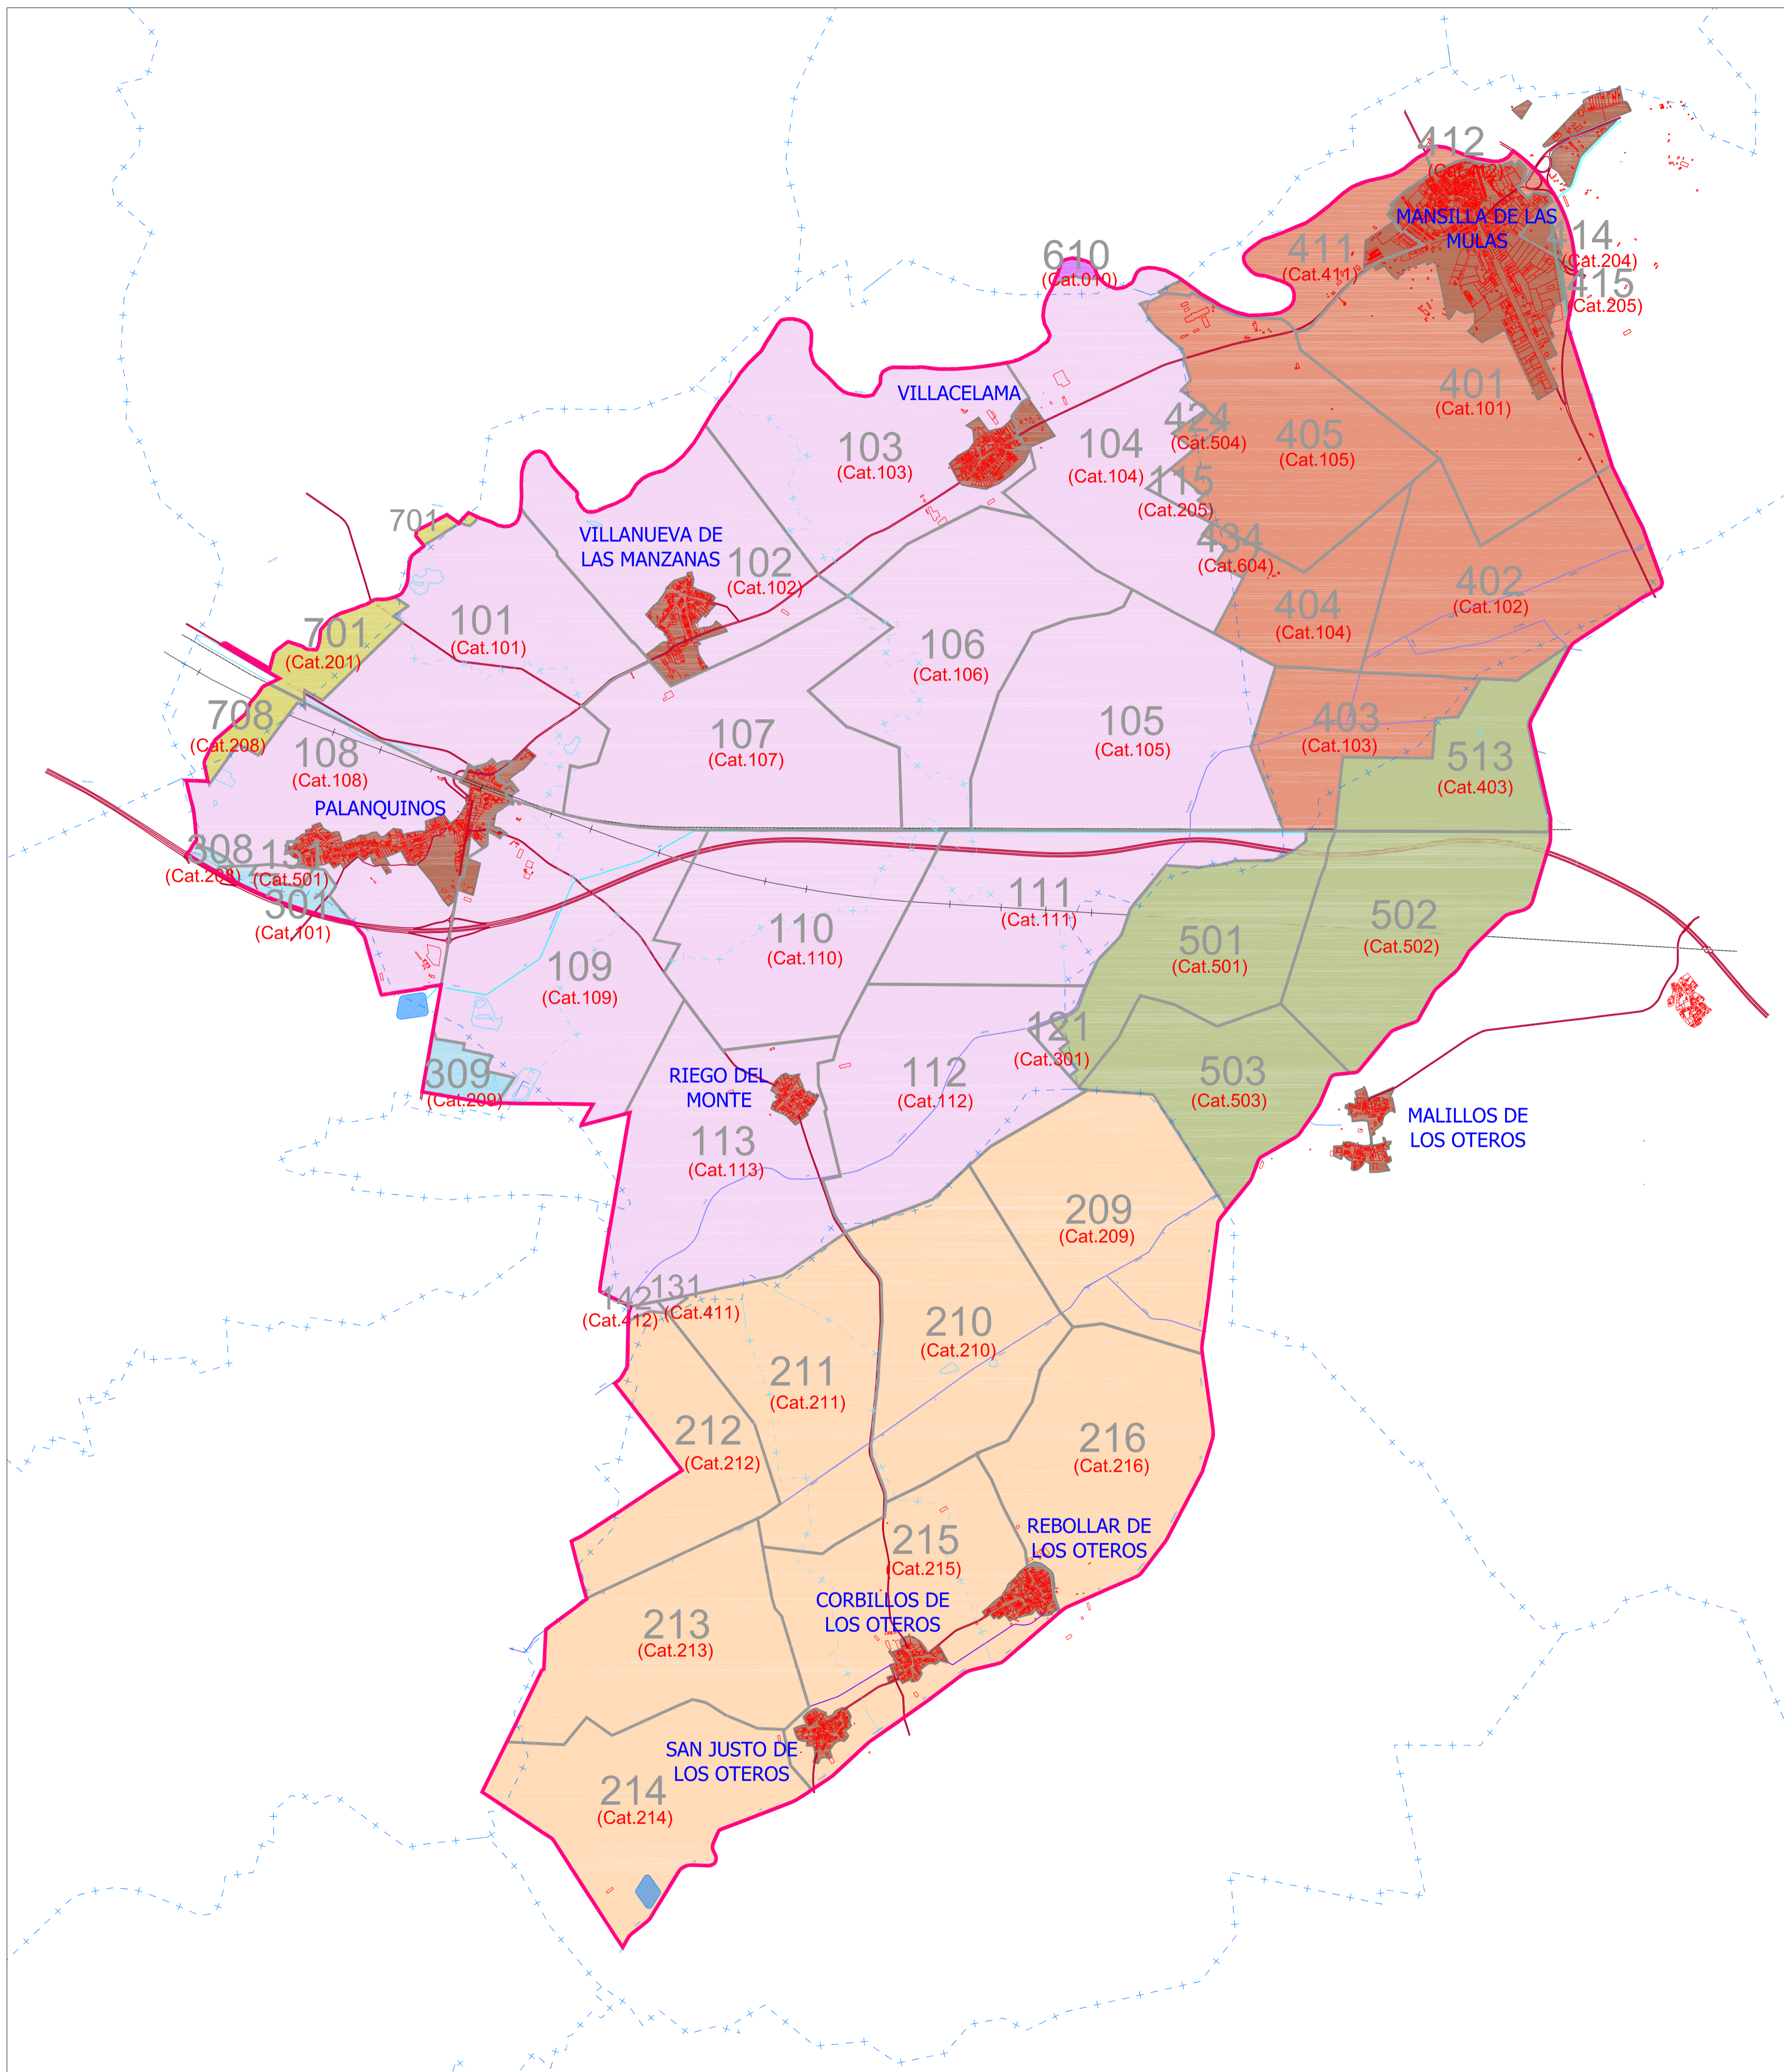 412
(Cat.412)
MANSILLA DE LAS
MULAS
414
(Cat.204)
415
(Cat.205)
411
(Cat.411)
610
(Cat.010)
401
(Cat.101)
VILLACELAMA
103
(Cat.103)
104
(Cat.104)
424
(Cat.504)
405
(Cat.105)
115
(Cat.205)
701
VILLANUEVA DE
LAS MANZANAS
102
(Cat.102)
434
(Cat.604)
402
(Cat.102)
404
(Cat.104)
701
(Cat.201)
101
(Cat.101)
106
(Cat.106)
708
(Cat.208)
108
(Cat.108)
107
(Cat.107)
105
(Cat.105)
403
(Cat.103)
513
(Cat.403)
PALANQUINOS
308
(Cat.208)
151
(Cat.501)
301
(Cat.101)
111
(Cat.111)
110
(Cat.110)
109
(Cat.109)
501
(Cat.501)
502
(Cat.502)
121
(Cat.301)
309
(Cat.209)
RIEGO DEL
MONTE
112
(Cat.112)
503
(Cat.503)
MALILLOS DE
LOS OTEROS
113
(Cat.113)
209
(Cat.209)
142
(Cat.412)
131
(Cat.411)
210
(Cat.210)
211
(Cat.211)
212
(Cat.212)
216
(Cat.216)
215
(Cat.215)
REBOLLAR DE
LOS OTEROS
CORBILLOS DE
LOS OTEROS
213
(Cat.213)
SAN JUSTO DE
LOS OTEROS
214
(Cat.214)